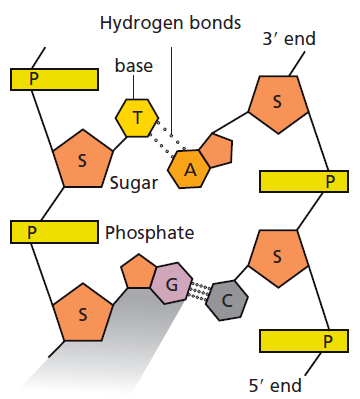 Hydrogen bonds
3′ end
base
P
T
S
S
A
Sugar
P
P
Phosphate
S
G
C
S
P
5′ end